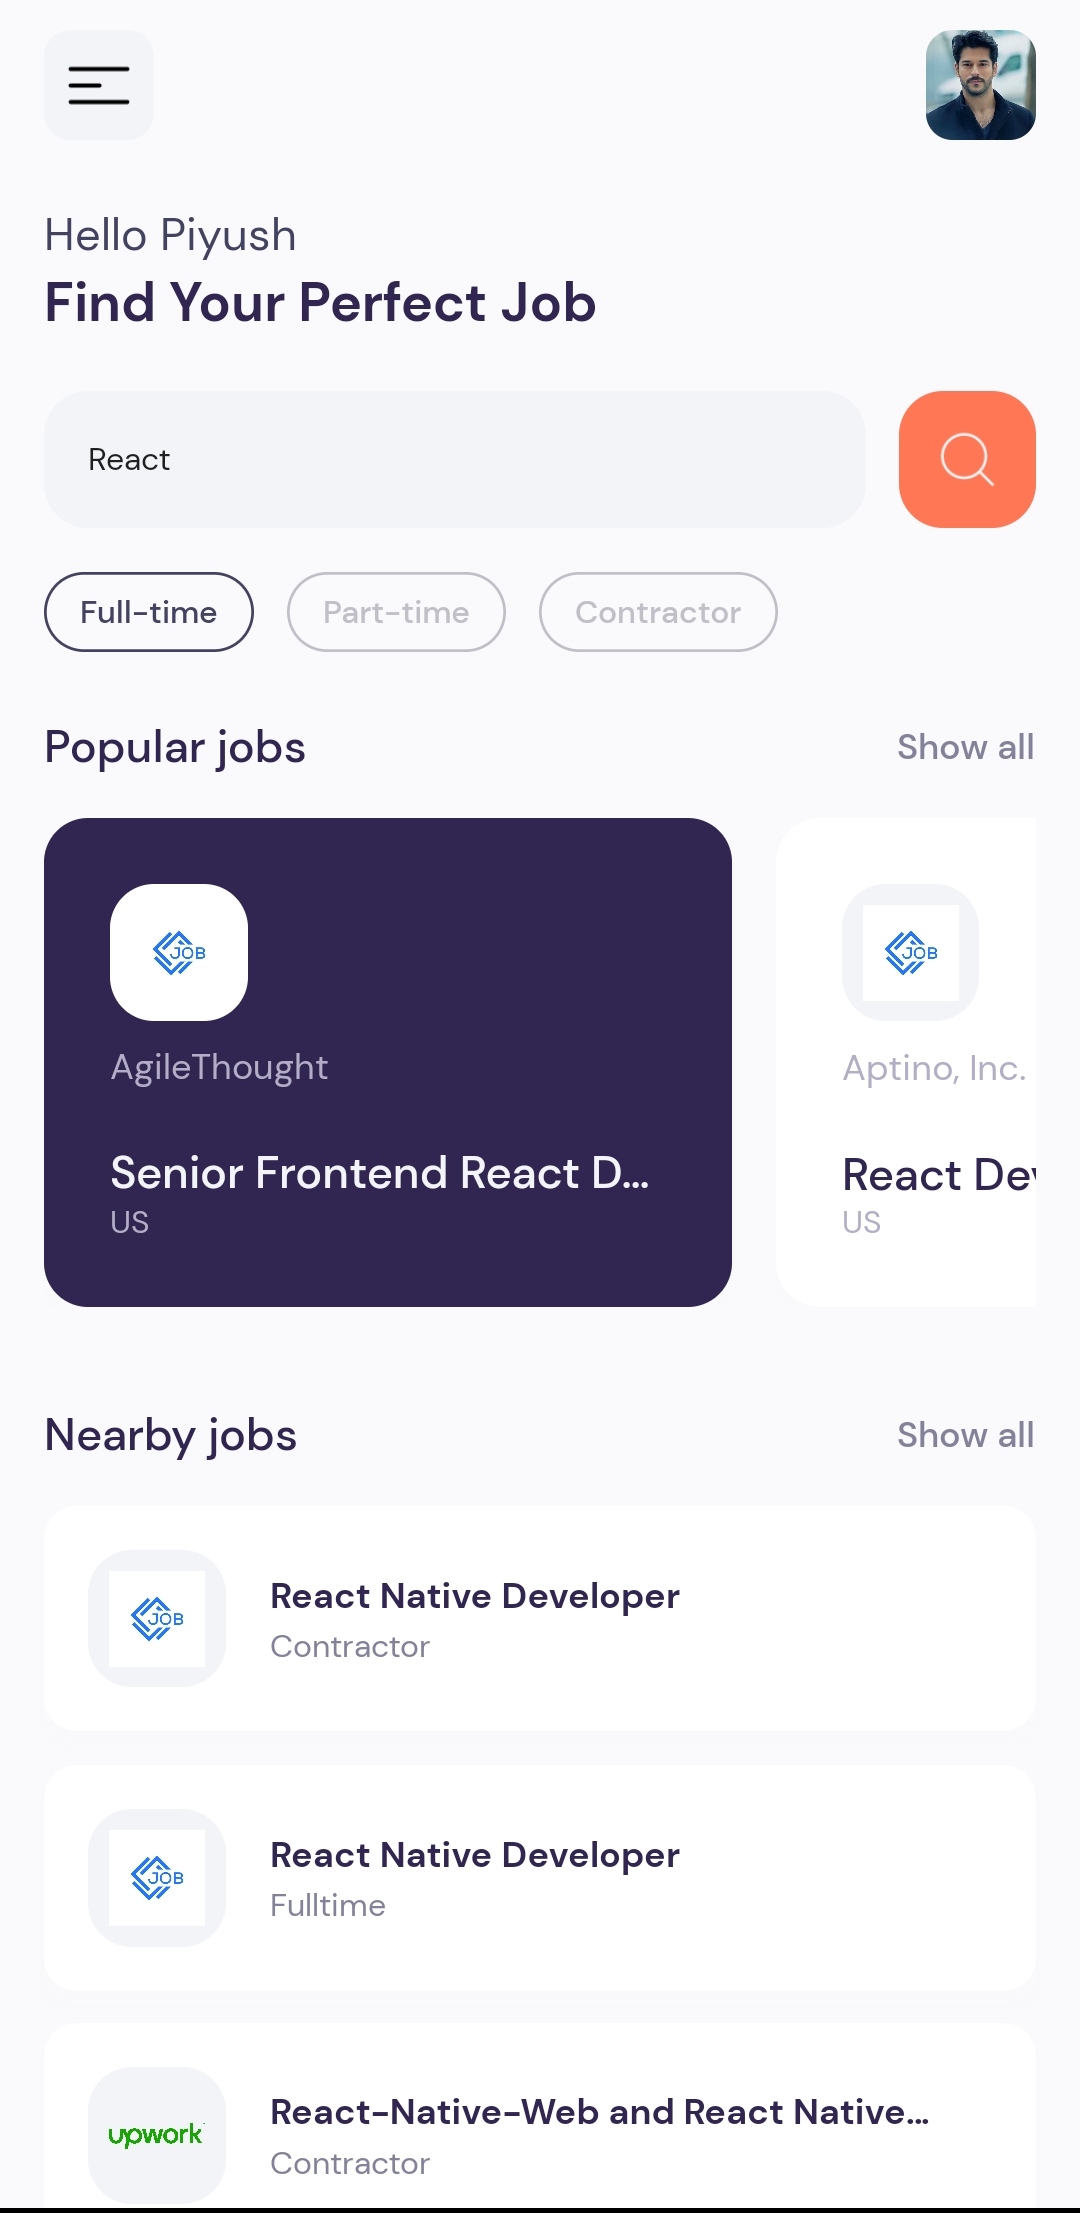 Hello Piyush
Find Your Perfect Job
React
Full-time Part-time Contractor
Popular jobs Show all
JOB JOB
AgileThought Aptino, Inc.
Senior Frontend React D... React Dev
US US
Nearby jobs Show all
JOB
React Native Developer
Contractor
JOB
React Native Developer
Fulltime
upwork
React-Native-Web and React Native...
Contractor